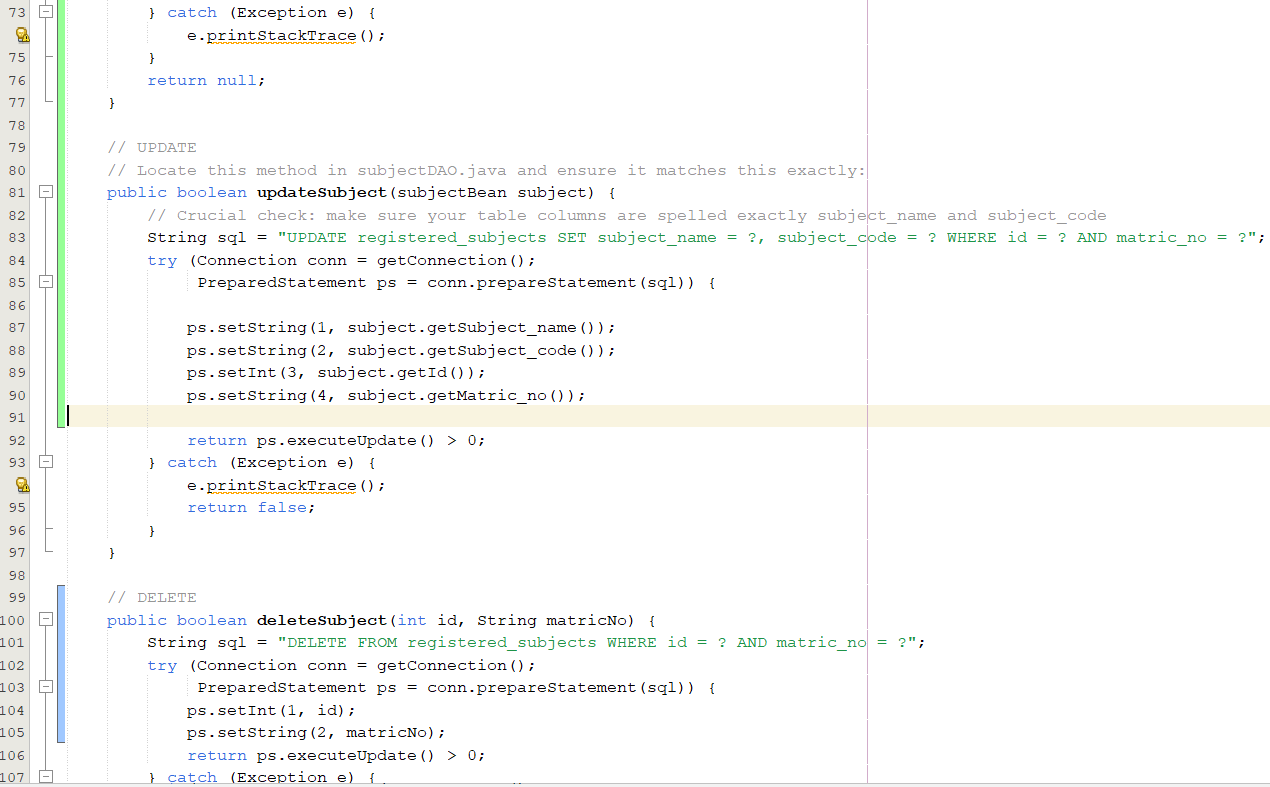 73 } catch (Exception e) {
e.printStackTrace();
75 }
76 return null;
77 }
78
79 // UPDATE
80 // Locate this method in subjectDAO.java and ensure it matches this exactly:
81 public boolean updateSubject(subjectBean subject) {
82 // Crucial check: make sure your table columns are spelled exactly subject_name and subject_code
83 String sql = "UPDATE registered_subjects SET subject_name = ?, subject_code = ? WHERE id = ? AND matric_no = ?";
84 try (Connection conn = getConnection();
85 PreparedStatement ps = conn.prepareStatement(sql)) {
86
87 ps.setString(1, subject.getSubject_name());
88 ps.setString(2, subject.getSubject_code());
89 ps.setInt(3, subject.getId());
90 ps.setString(4, subject.getMatric_no());
91
92 return ps.executeUpdate() > 0;
93 } catch (Exception e) {
e.printStackTrace();
95 return false;
96 }
97 }
98
99 // DELETE
100 public boolean deleteSubject(int id, String matricNo) {
101 String sql = "DELETE FROM registered_subjects WHERE id = ? AND matric_no = ?";
102 try (Connection conn = getConnection();
103 PreparedStatement ps = conn.prepareStatement(sql)) {
104 ps.setInt(1, id);
105 ps.setString(2, matricNo);
106 return ps.executeUpdate() > 0;
107 } catch (Exception e) {